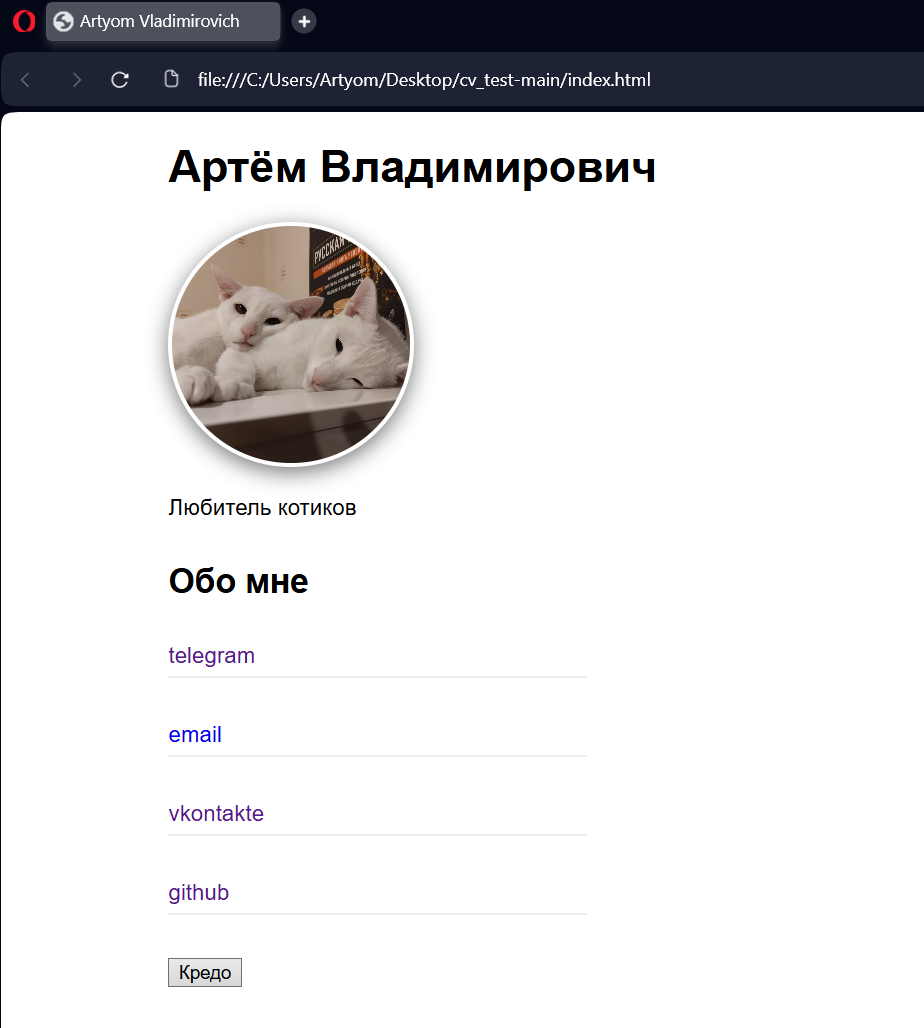 Artyom Vladimirovich
file:///C:/Users/Artyom/Desktop/cv_test-main/index.html
Артём Владимирович
РУССКАЯ
Любитель котиков
Обо мне
telegram
email
vkontakte
github
Кредо